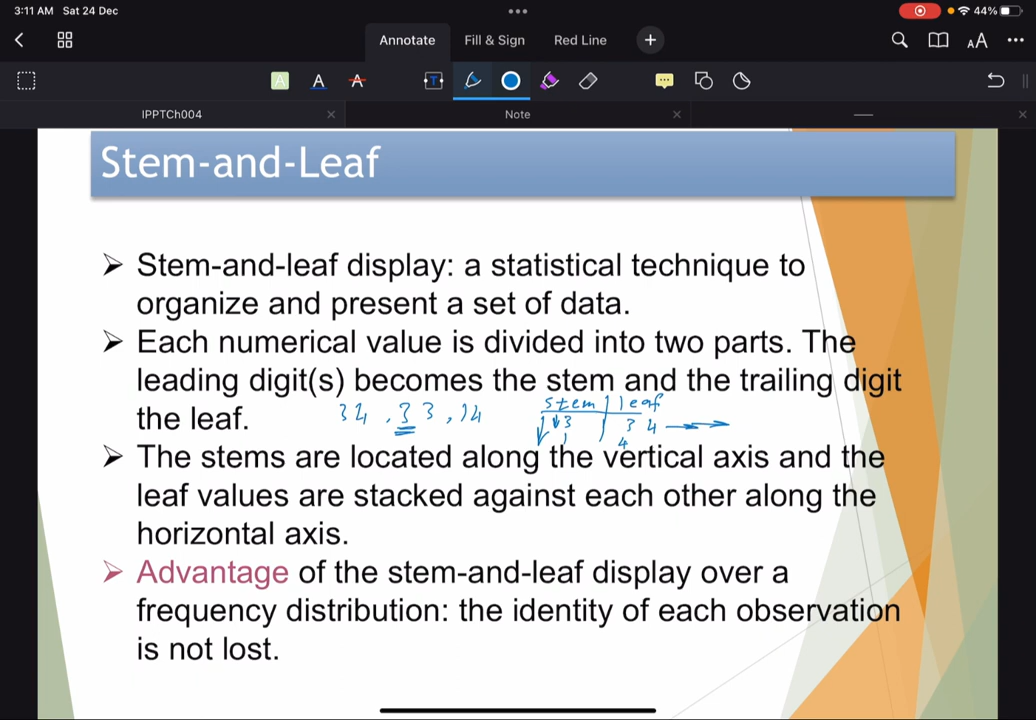 3:11 AM Sat 24 Dec
44%
Annotate Fill & Sign Red Line
AA
A A A T
IPPTCh004 Note
Stem-and-Leaf
➢ Stem-and-leaf display: a statistical technique to
organize and present a set of data.
➢ Each numerical value is divided into two parts. The
leading digit(s) becomes the stem and the trailing digit
the leaf.
34 , 33 , 14
stem | leaf
3 | 3 4
1 | 4
➢ The stems are located along the vertical axis and the
leaf values are stacked against each other along the
horizontal axis.
➢ Advantage of the stem-and-leaf display over a
frequency distribution: the identity of each observation
is not lost.